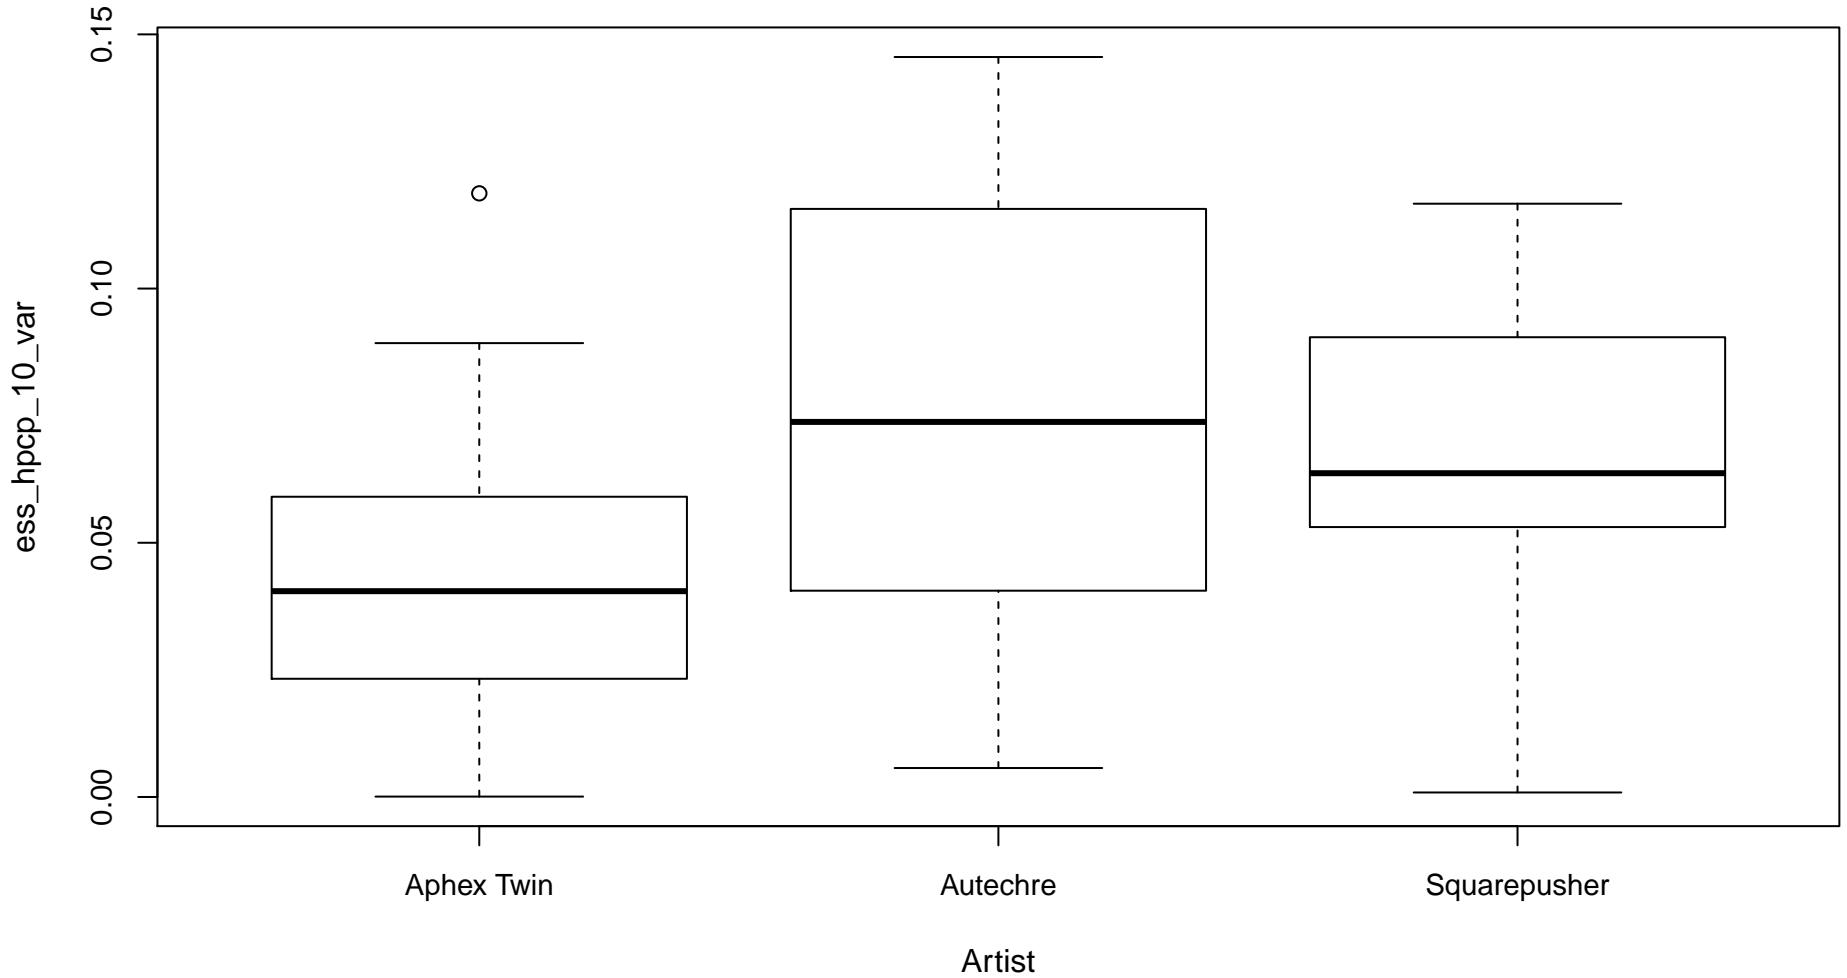 ess_hpcp_10_var
0.15
0.10
0.05
0.00
Aphex Twin
Autechre
Squarepusher
Artist